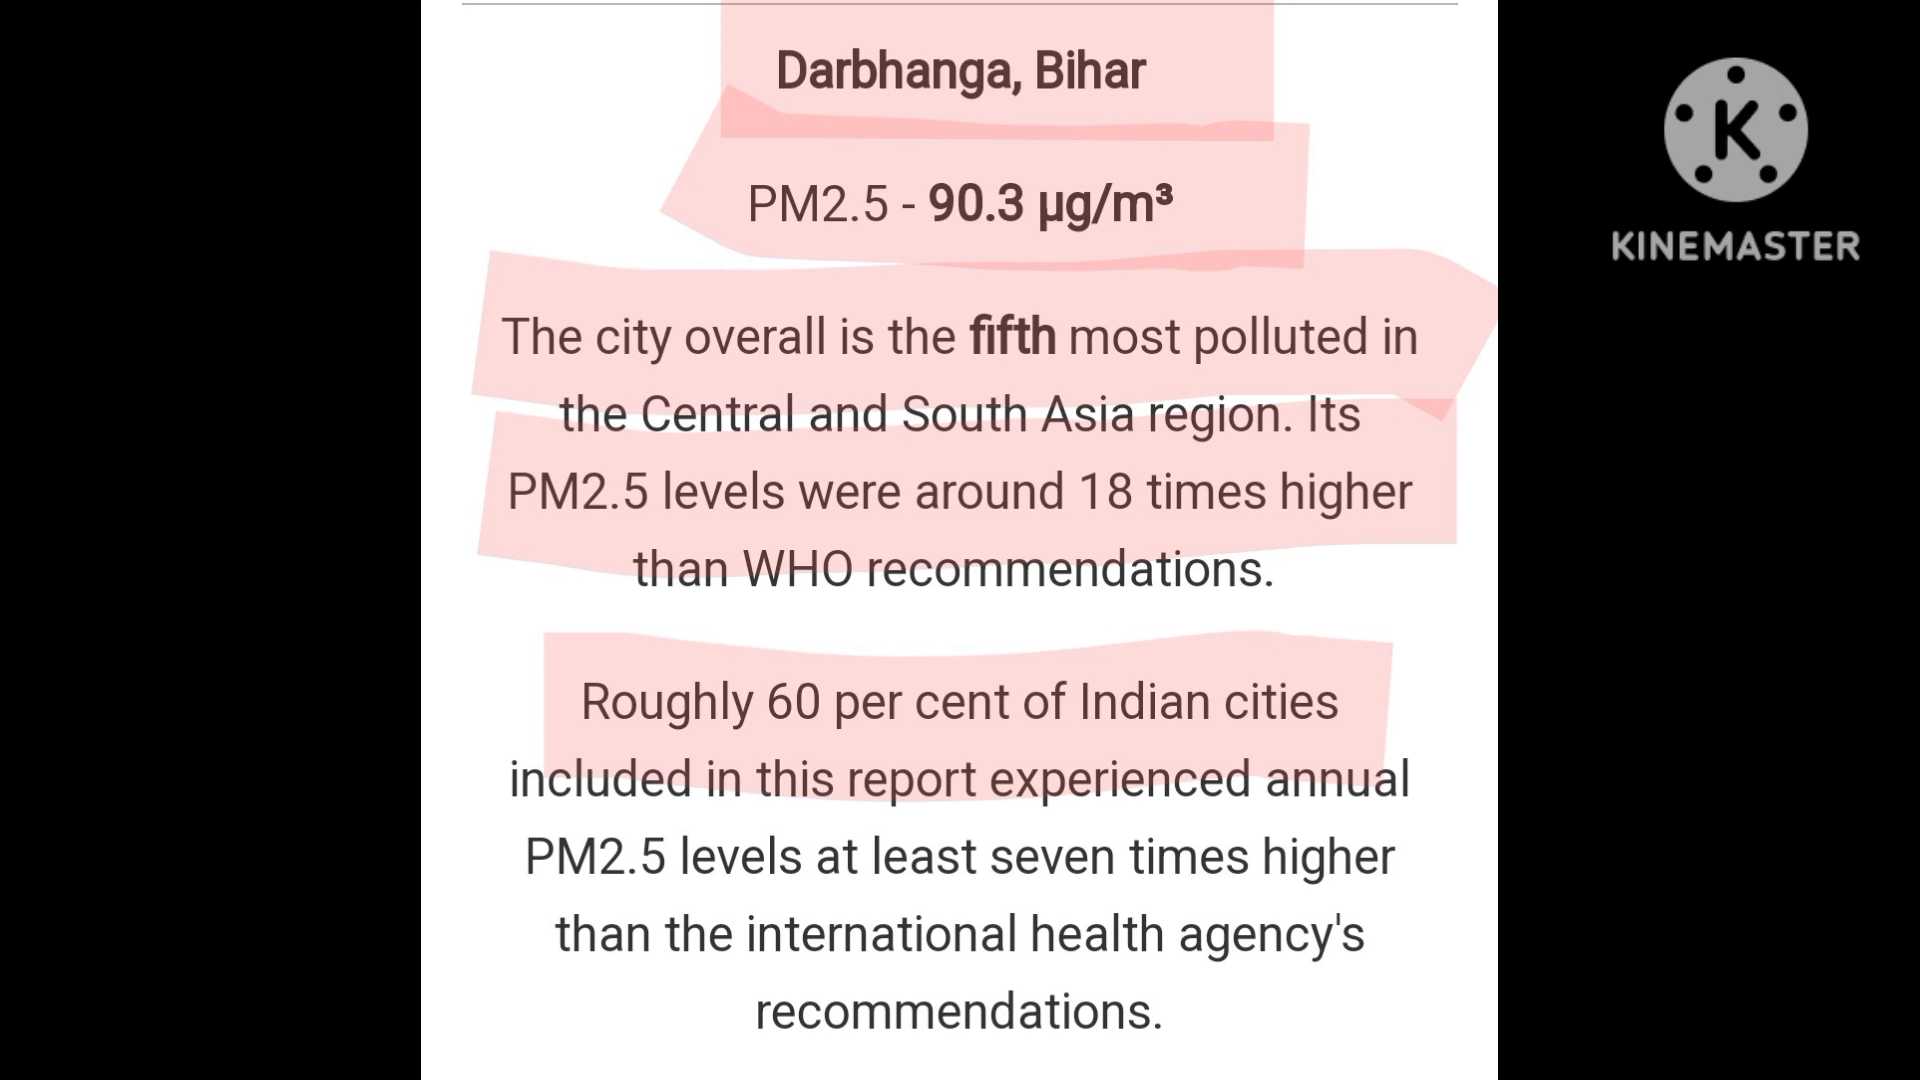 Darbhanga, Bihar
PM2.5 - 90.3 µg/m³
The city overall is the fifth most polluted in
the Central and South Asia region. Its
PM2.5 levels were around 18 times higher
than WHO recommendations.
Roughly 60 per cent of Indian cities
included in this report experienced annual
PM2.5 levels at least seven times higher
than the international health agency's
recommendations.
K
KINEMASTER